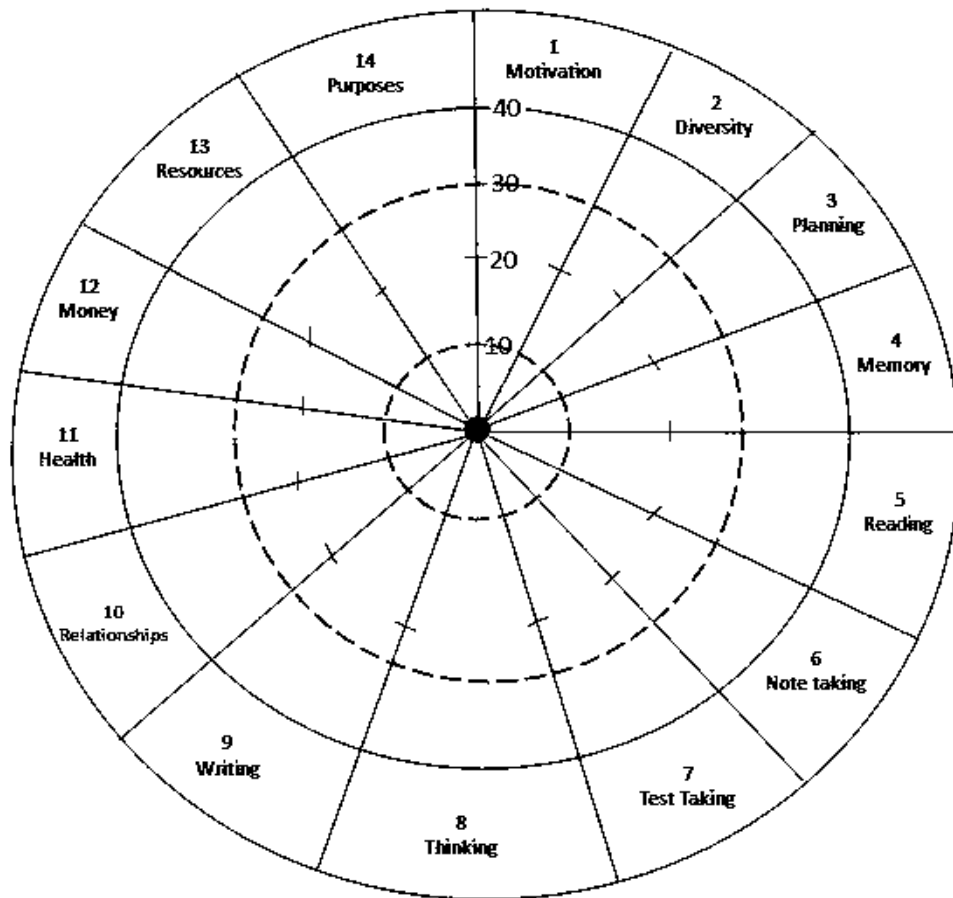 1
Motivation
2
Diversity
3
Planning
4
Memory
5
Reading
6
Note taking
7
Test Taking
8
Thinking
9
Writing
10
Relationships
11
Health
12
Money
13
Resources
14
Purposes
40
30
20
10